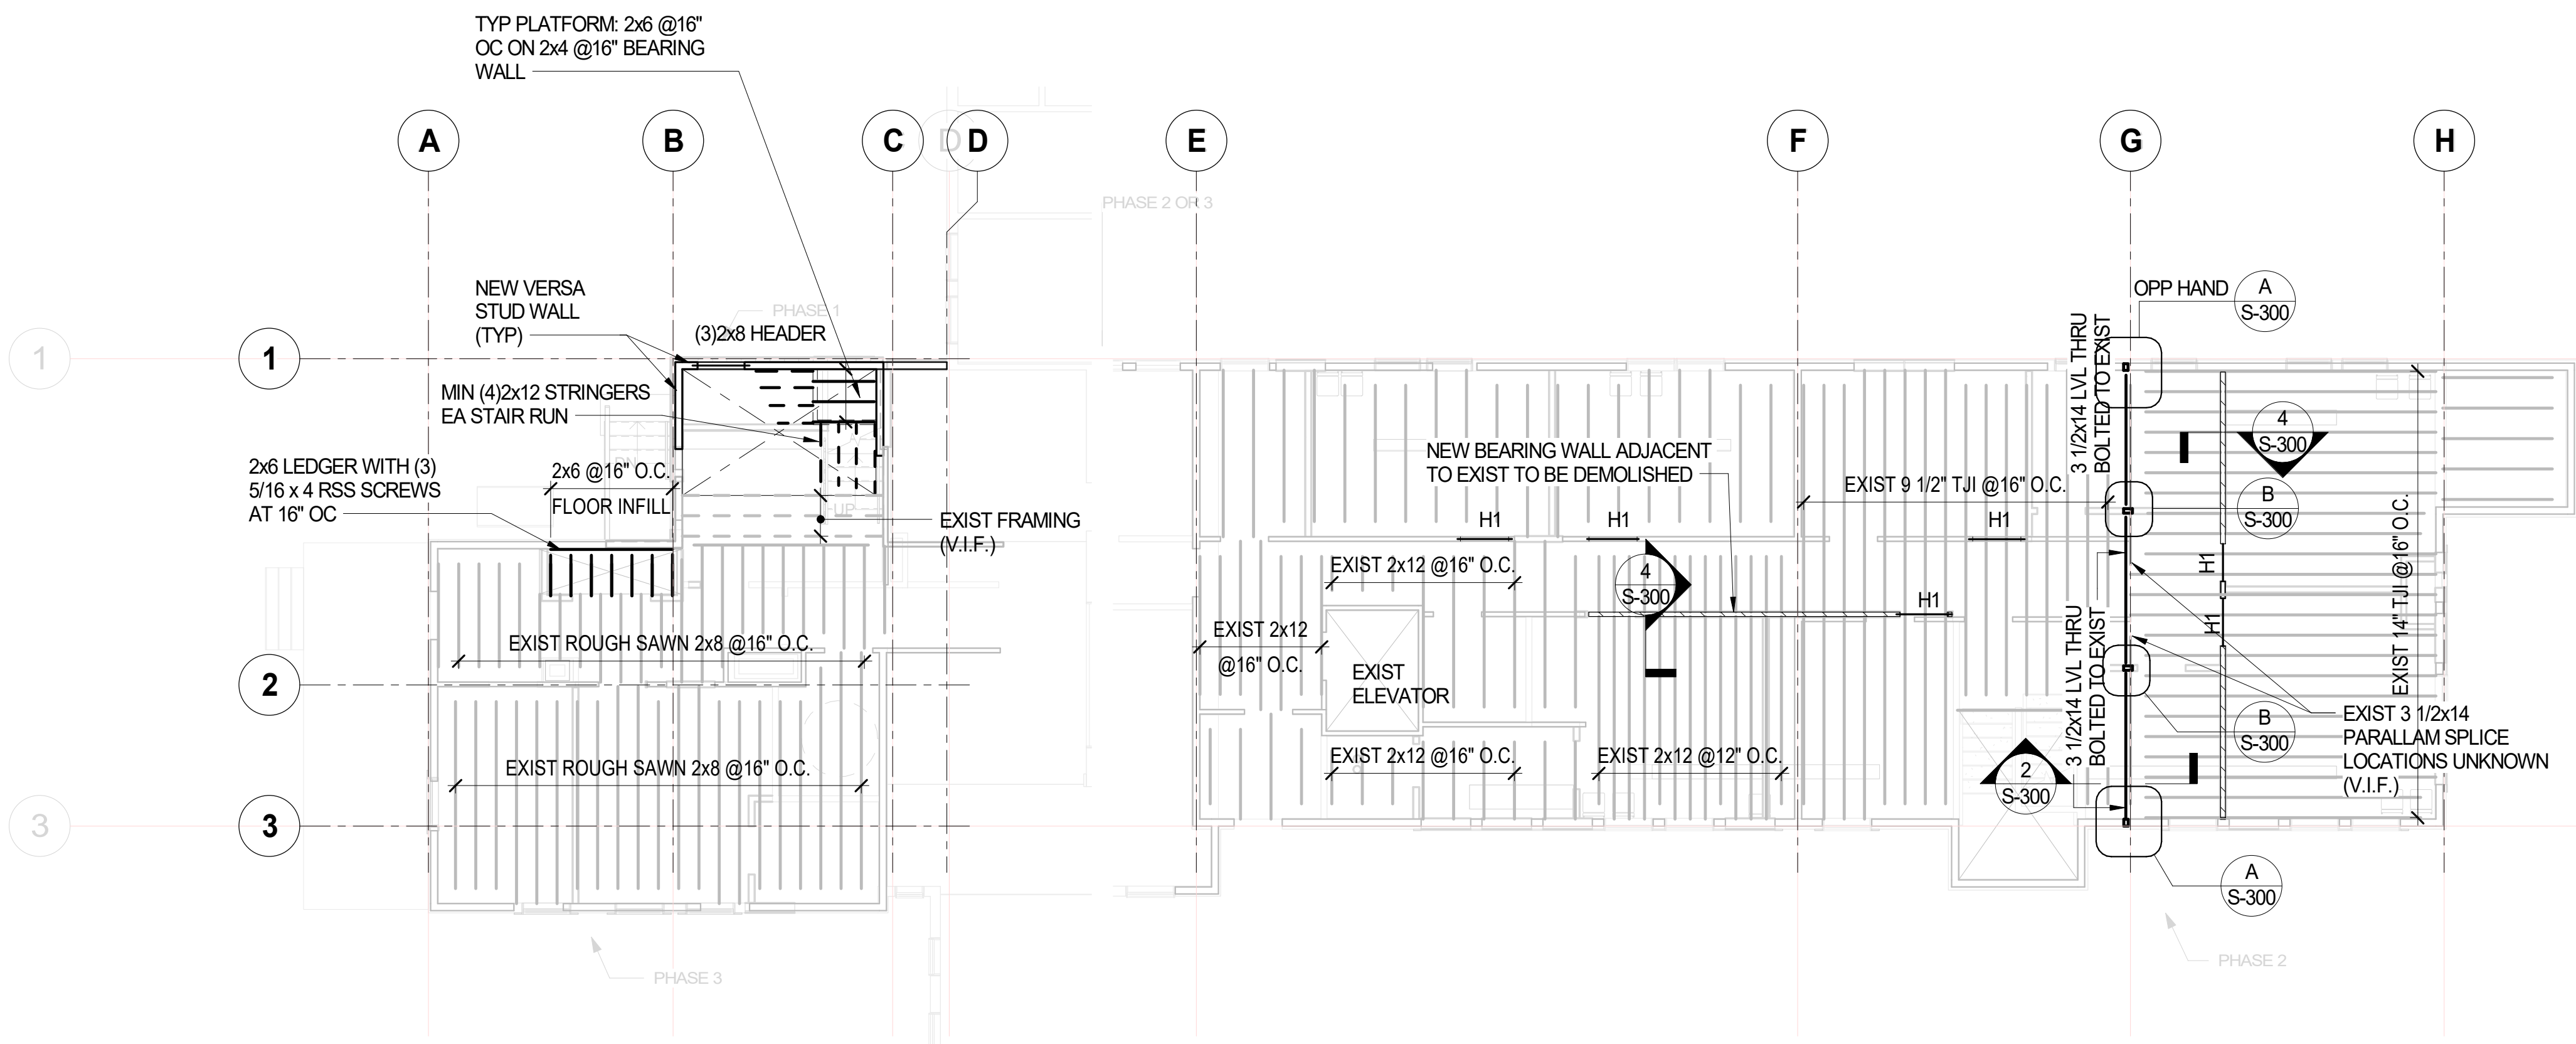 TYP PLATFORM: 2x6 @16"
OC ON 2x4 @16" BEARING
WALL
A
B
C
D
D
E
F
G
H
PHASE 2 OR 3
NEW VERSA
STUD WALL
(TYP)
PHASE 1
(3)2x8 HEADER
OPP HAND
A
S-300
1
1
3 1/2x14 LVL THRU
BOLTED TO EXIST
MIN (4)2x12 STRINGERS
EA STAIR RUN
4
S-300
2x6 LEDGER WITH (3)
5/16 x 4 RSS SCREWS
AT 16" OC
2x6 @16" O.C.
FLOOR INFILL
DN
UP
EXIST FRAMING
(V.I.F.)
NEW BEARING WALL ADJACENT
TO EXIST TO BE DEMOLISHED
EXIST 9 1/2" TJI @16" O.C.
B
S-300
H1
H1
H1
EXIST 2x12 @16" O.C.
4
S-300
H1
H1
H1
EXIST 14" TJI @16" O.C.
EXIST ROUGH SAWN 2x8 @16" O.C.
EXIST 2x12
@16" O.C.
EXIST
ELEVATOR
3 1/2x14 LVL THRU
BOLTED TO EXIST
2
B
S-300
EXIST 3 1/2x14
PARALLAM SPLICE
LOCATIONS UNKNOWN
(V.I.F.)
EXIST ROUGH SAWN 2x8 @16" O.C.
EXIST 2x12 @16" O.C.
EXIST 2x12 @12" O.C.
2
S-300
3
3
A
S-300
PHASE 3
PHASE 2